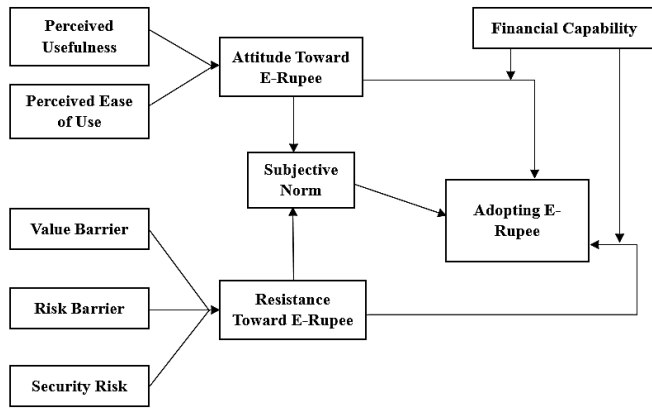 Perceived
Usefulness
Financial Capability
Attitude Toward
E-Rupee
Perceived Ease
of Use
Subjective
Norm
Adopting E-
Rupee
Value Barrier
Risk Barrier
Resistance
Toward E-Rupee
Security Risk